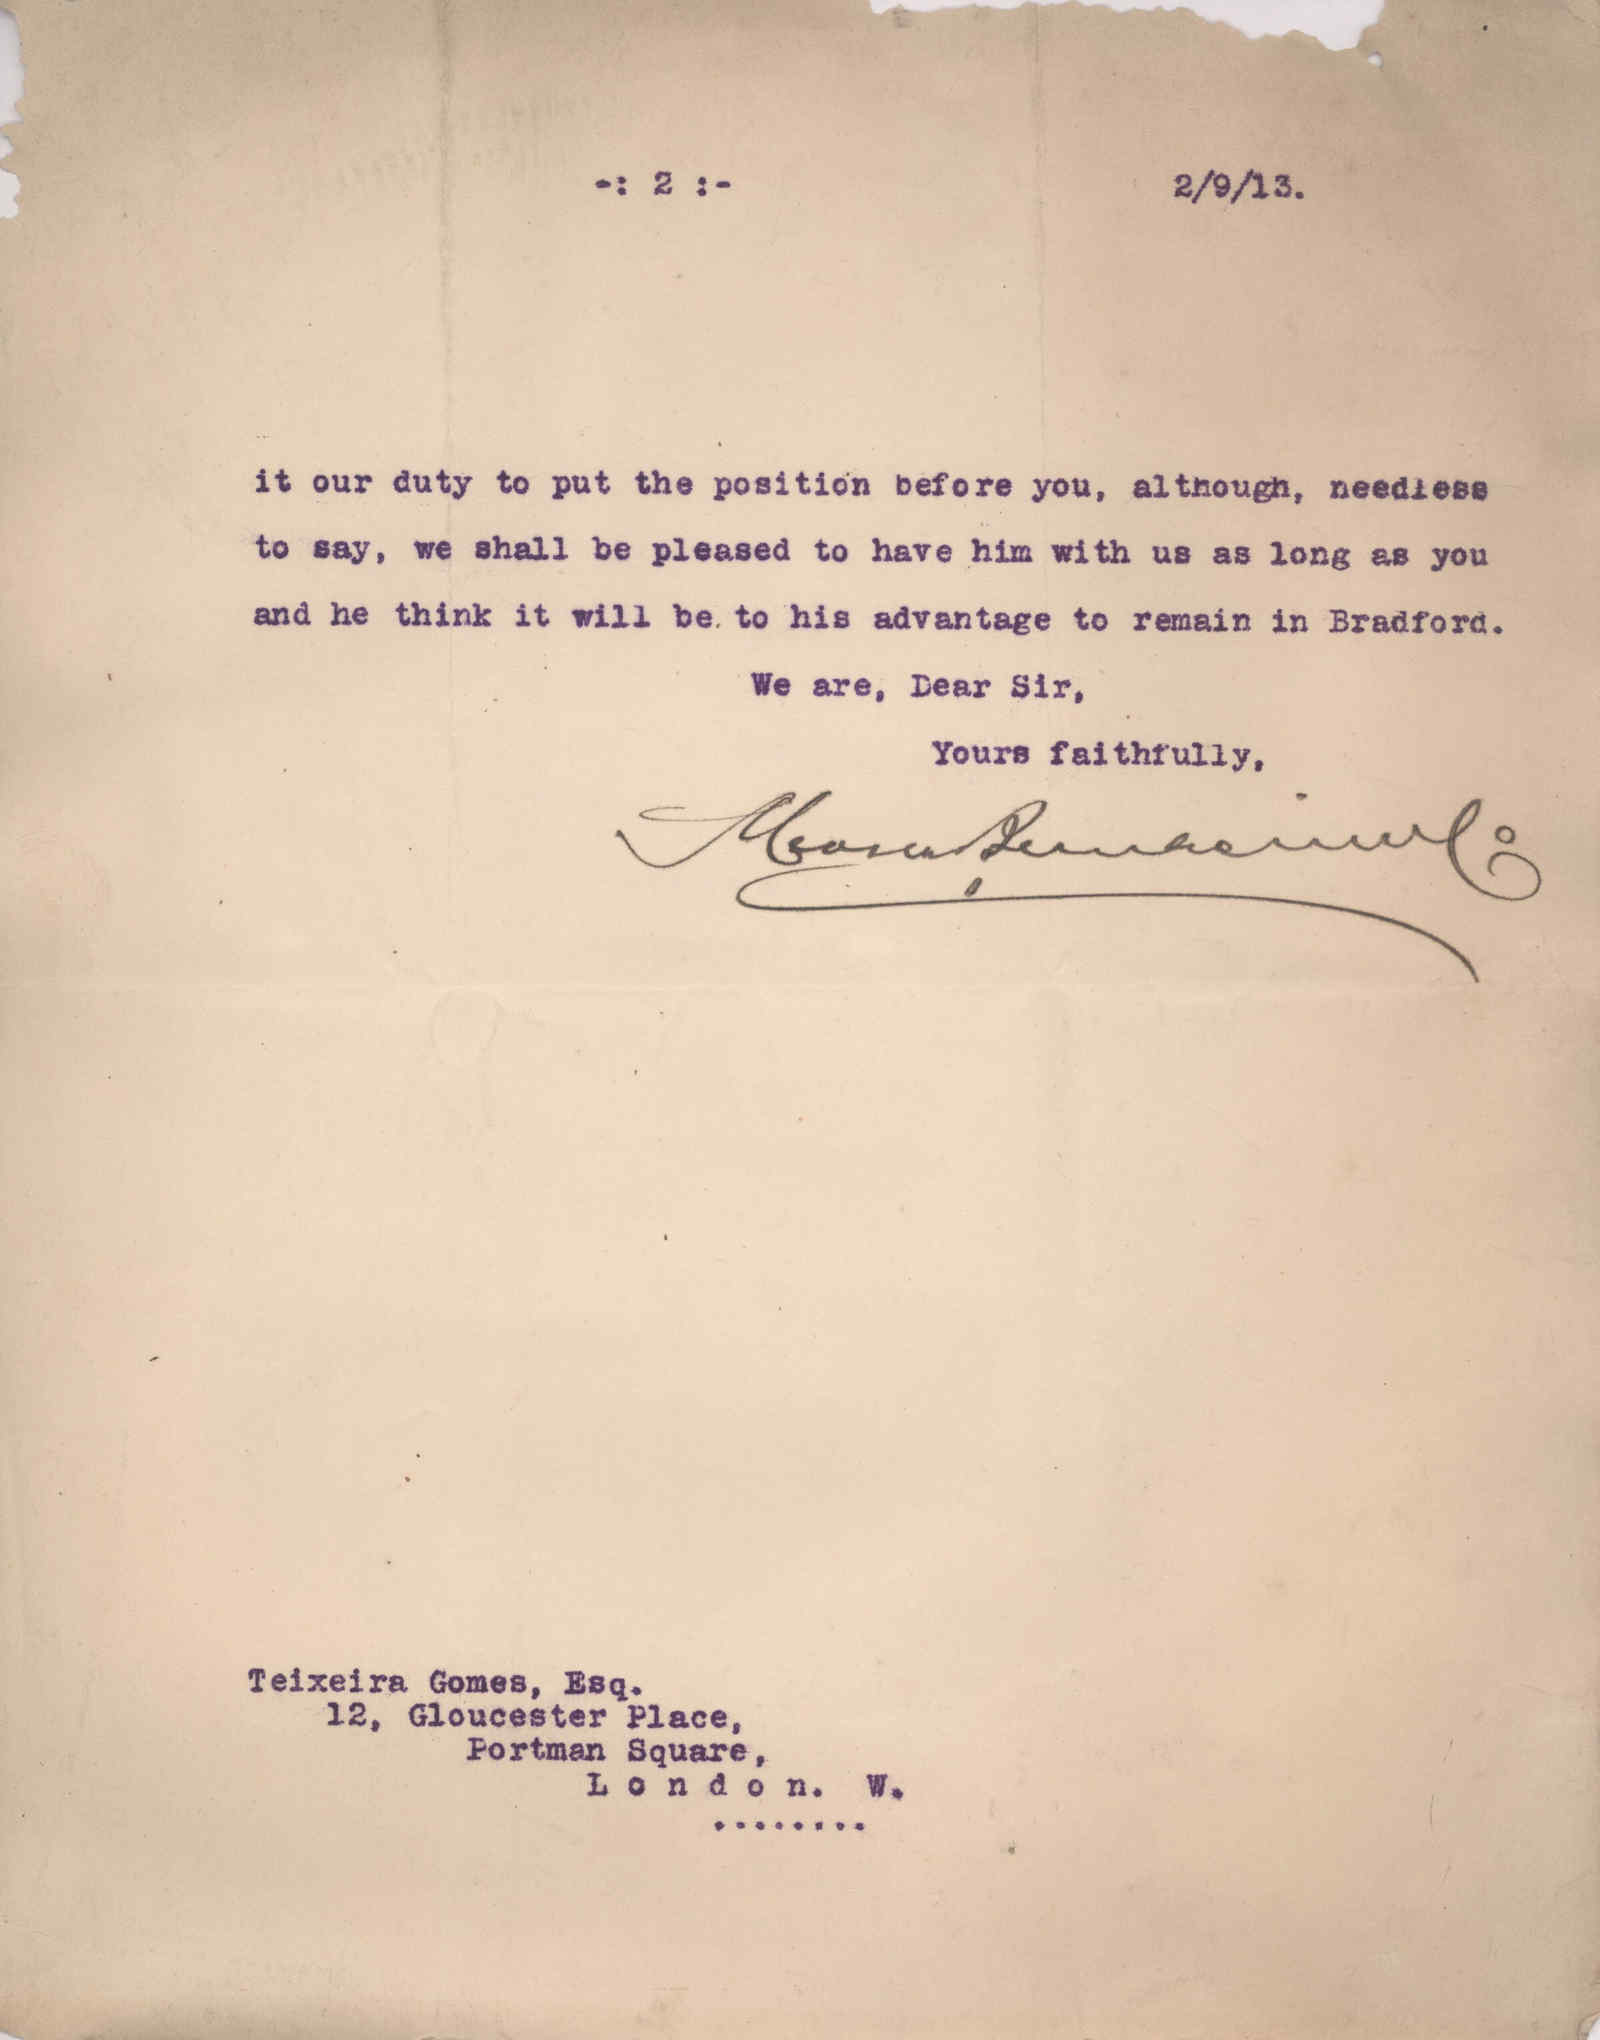 -: 2 :- 2/9/13.
it our duty to put the position before you, although, needless
to say, we shall be pleased to have him with us as long as you
and he think it will be to his advantage to remain in Bradford.
We are, Dear Sir,
Yours faithfully,
Teixeira Gomes, Esq.
12, Gloucester Place,
Portman Square,
L o n d o n. W.
........